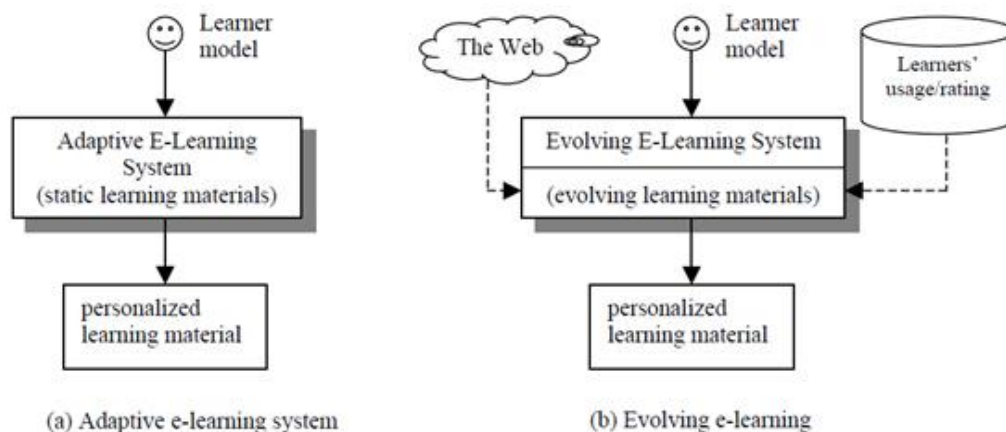 Learner
model
Adaptive E-Learning
System
(static learning materials)
personalized
learning material
(a) Adaptive e-learning system
The Web
Learner
model
Learners’
usage/rating
Evolving E-Learning System
(evolving learning materials)
personalized
learning material
(b) Evolving e-learning